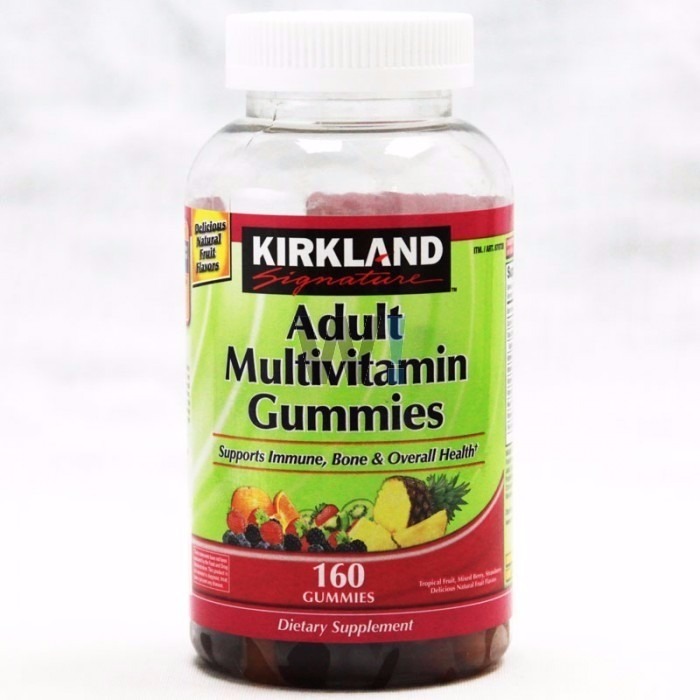 Delicious
Natural
Fruit
Flavors
KIRKLAND
Signature™
Adult
Multivitamin
Gummies
Supports Immune, Bone & Overall Health†
160
GUMMIES
Tropical Fruit, Mixed Berry, Strawberry
Delicious Natural Fruit Flavors
Dietary Supplement